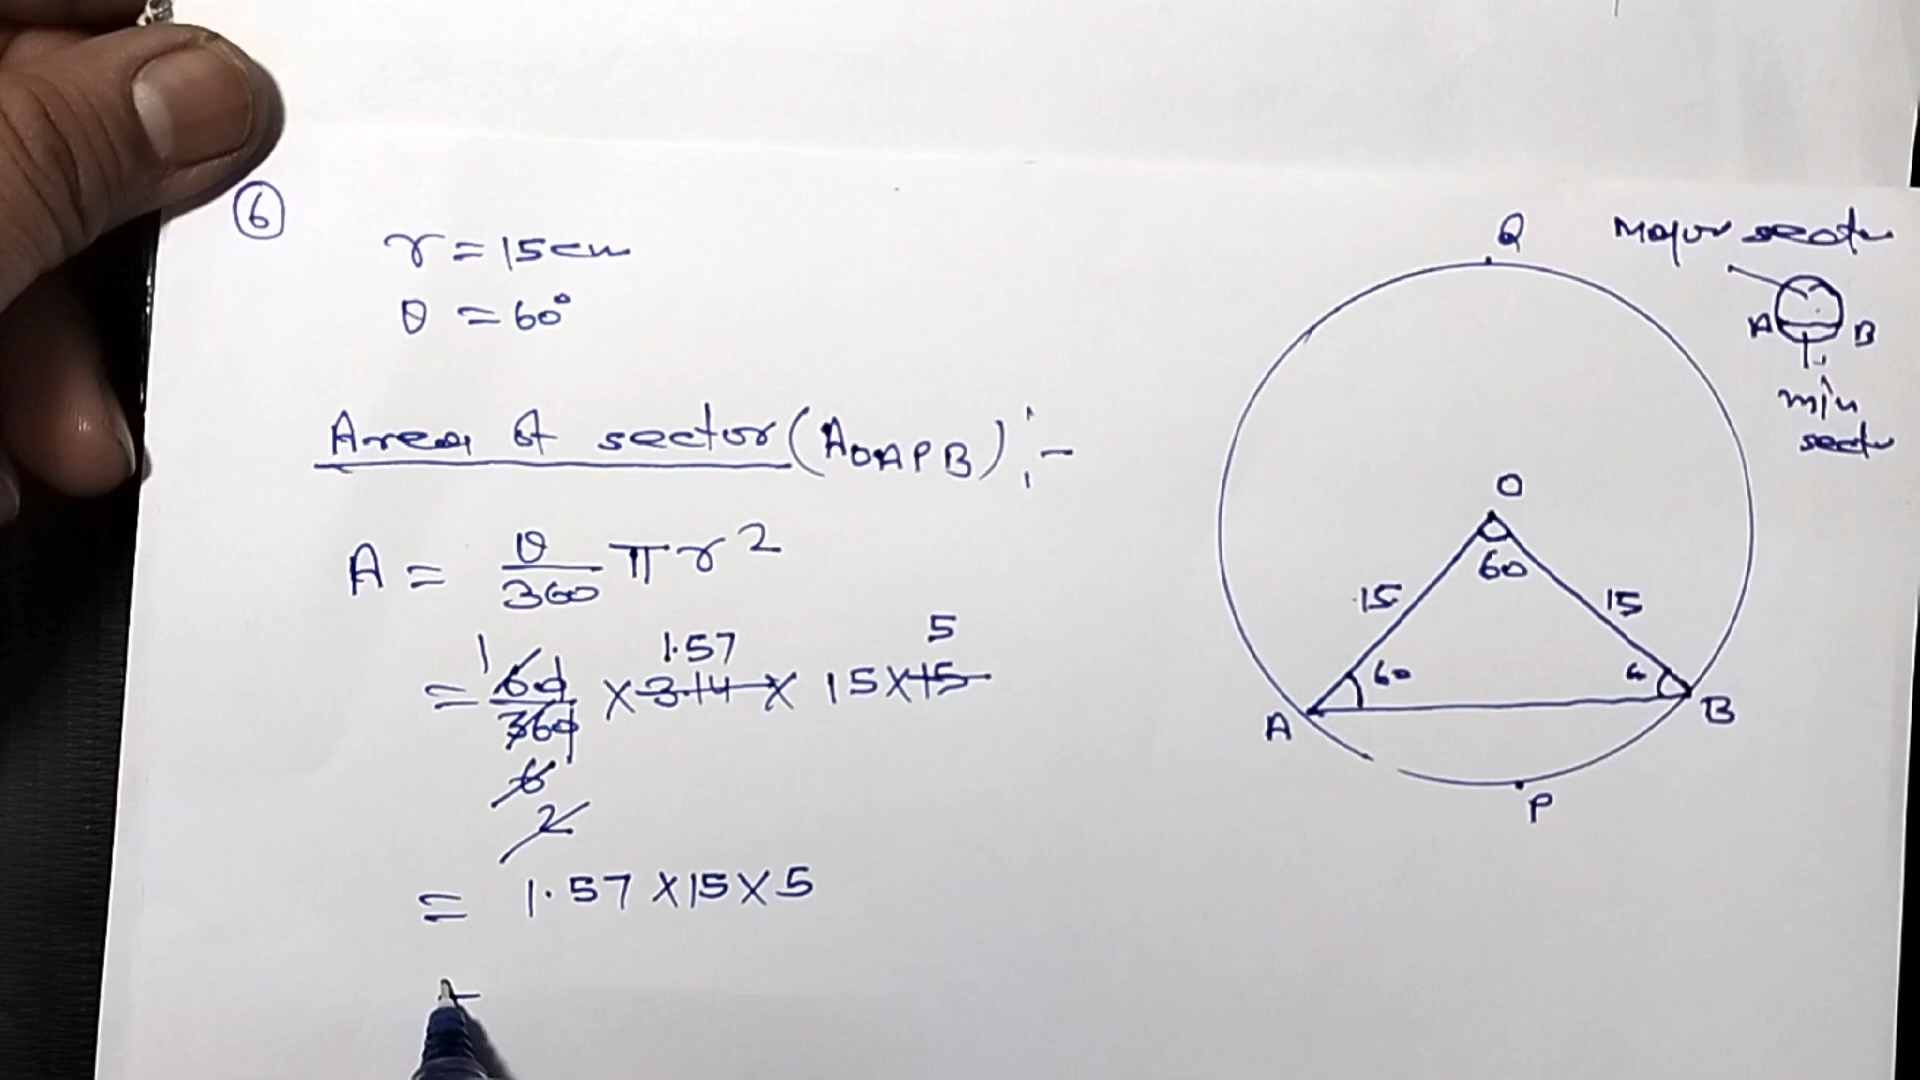 6
r = 15cm
θ = 60°
Area of sector (AOAPB) :-
A = θ/360 πr²
= 60/360 × 3.14 × 15 × 15
1
1.57
5
6
2
= 1.57 × 15 × 5
=
Q
Major sector
A B
min
sector
O
60
15 15
60
A B
P